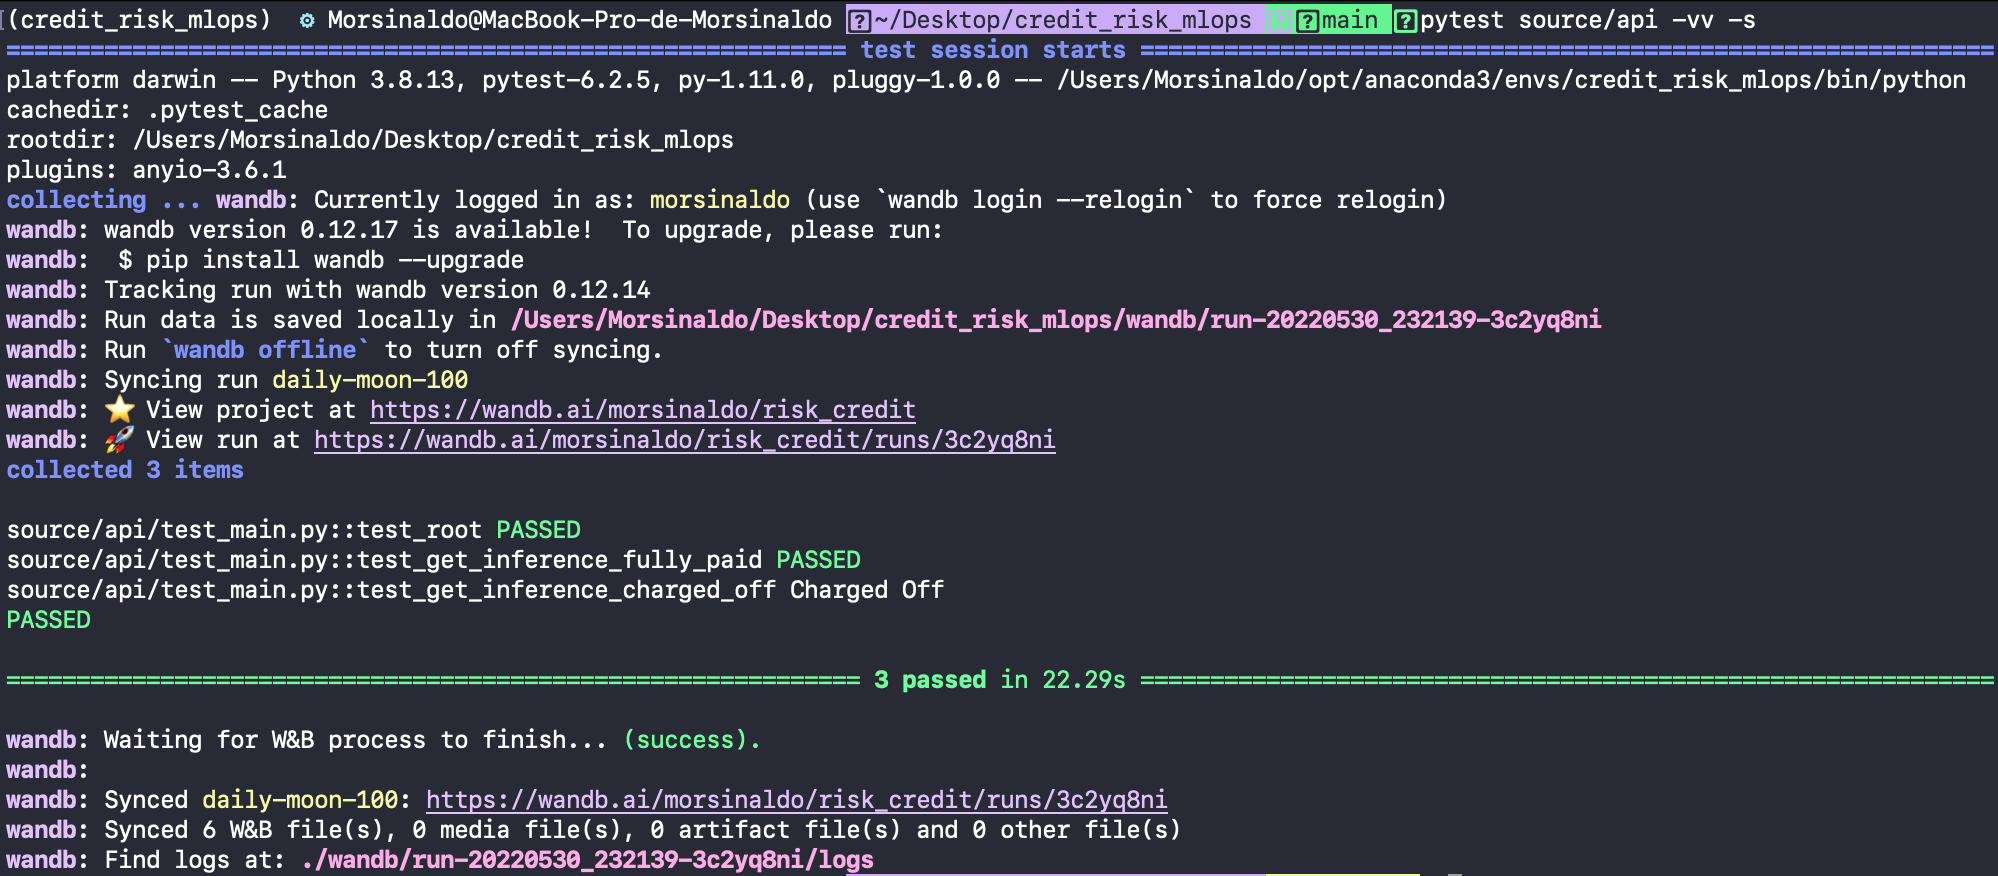 (credit_risk_mlops) ⚙ Morsinaldo@MacBook-Pro-de-Morsinaldo ~/Desktop/credit_risk_mlops main pytest source/api -vv -s
============================================================= test session starts =============================================================
platform darwin -- Python 3.8.13, pytest-6.2.5, py-1.11.0, pluggy-1.0.0 -- /Users/Morsinaldo/opt/anaconda3/envs/credit_risk_mlops/bin/python
cachedir: .pytest_cache
rootdir: /Users/Morsinaldo/Desktop/credit_risk_mlops
plugins: anyio-3.6.1
collecting ... wandb: Currently logged in as: morsinaldo (use `wandb login --relogin` to force relogin)
wandb: wandb version 0.12.17 is available!  To upgrade, please run:
wandb:  $ pip install wandb --upgrade
wandb: Tracking run with wandb version 0.12.14
wandb: Run data is saved locally in /Users/Morsinaldo/Desktop/credit_risk_mlops/wandb/run-20220530_232139-3c2yq8ni
wandb: Run `wandb offline` to turn off syncing.
wandb: Syncing run daily-moon-100
wandb: ⭐ View project at https://wandb.ai/morsinaldo/risk_credit
wandb: 🚀 View run at https://wandb.ai/morsinaldo/risk_credit/runs/3c2yq8ni
collected 3 items
source/api/test_main.py::test_root PASSED
source/api/test_main.py::test_get_inference_fully_paid PASSED
source/api/test_main.py::test_get_inference_charged_off Charged Off
PASSED
============================================================= 3 passed in 22.29s =============================================================
wandb: Waiting for W&B process to finish... (success).
wandb:
wandb: Synced daily-moon-100: https://wandb.ai/morsinaldo/risk_credit/runs/3c2yq8ni
wandb: Synced 6 W&B file(s), 0 media file(s), 0 artifact file(s) and 0 other file(s)
wandb: Find logs at: ./wandb/run-20220530_232139-3c2yq8ni/logs